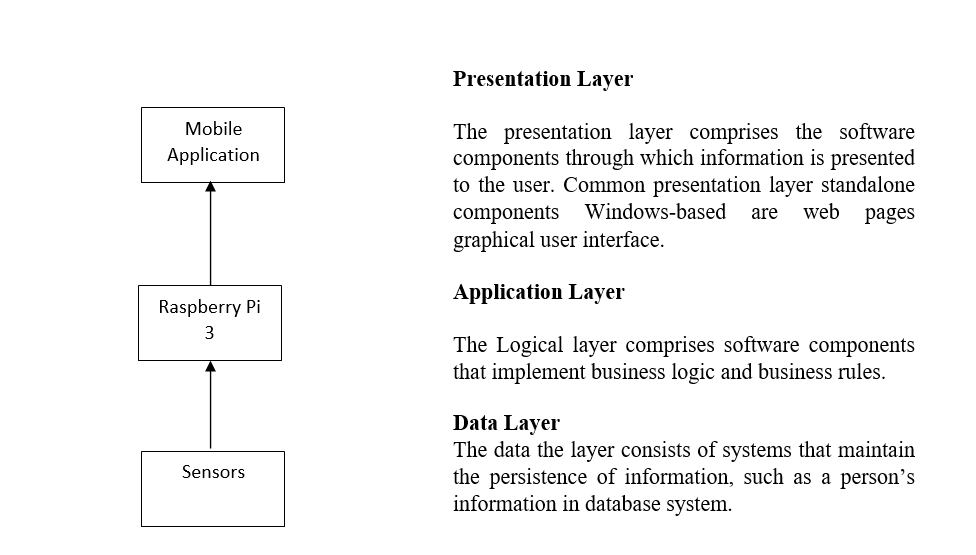 Mobile
Application
Raspberry Pi
3
Sensors
Presentation Layer
The presentation layer comprises the software
components through which information is presented
to the user. Common presentation layer standalone
components Windows-based are web pages
graphical user interface.
Application Layer
The Logical layer comprises software components
that implement business logic and business rules.
Data Layer
The data the layer consists of systems that maintain
the persistence of information, such as a person’s
information in database system.